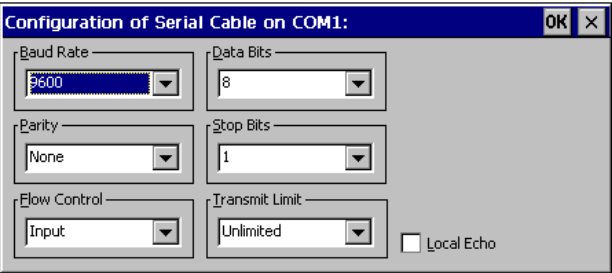 Configuration of Serial Cable on COM1: OK
Baud Rate Data Bits
9600 8
Parity Stop Bits
None 1
Flow Control Transmit Limit
Input Unlimited
Local Echo